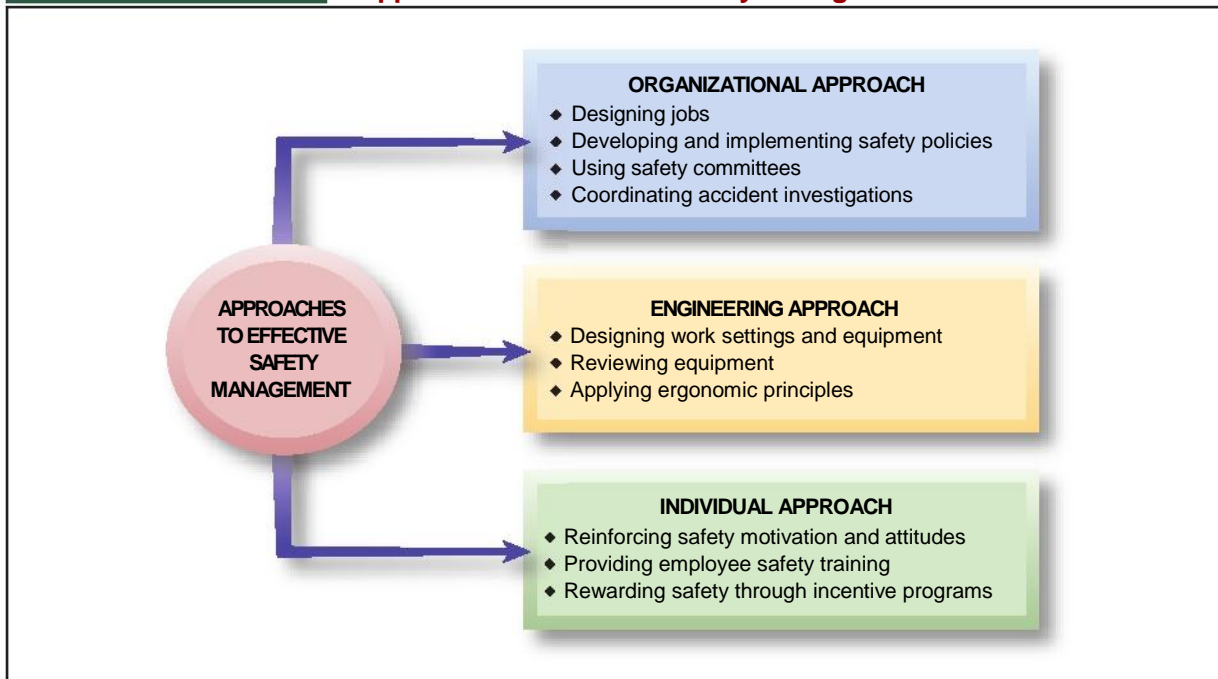 ORGANIZATIONAL APPROACH
◆ Designing jobs
◆ Developing and implementing safety policies
◆ Using safety committees
◆ Coordinating accident investigations
APPROACHES
TO EFFECTIVE
SAFETY
MANAGEMENT
ENGINEERING APPROACH
◆ Designing work settings and equipment
◆ Reviewing equipment
◆ Applying ergonomic principles
INDIVIDUAL APPROACH
◆ Reinforcing safety motivation and attitudes
◆ Providing employee safety training
◆ Rewarding safety through incentive programs